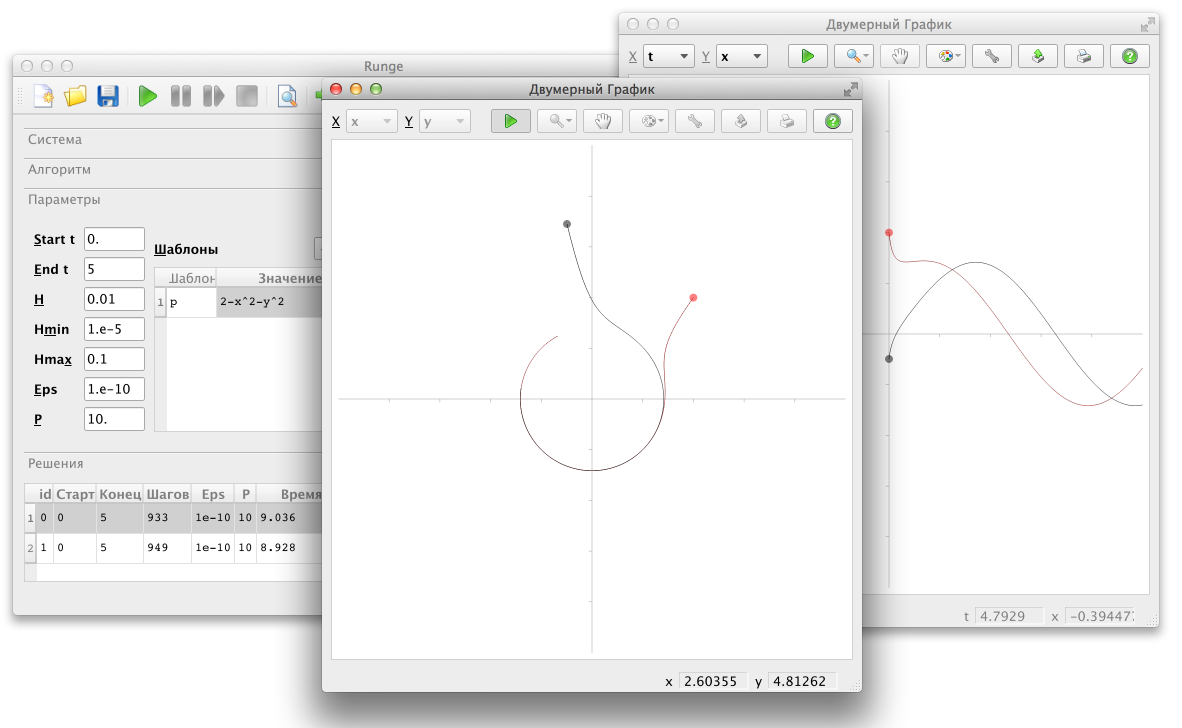 Двумерный График
X t Y x
Runge
Система
Алгоритм
Параметры
Start t 0.
End t 5
H 0.01
Hmin 1.e-5
Hmax 0.1
Eps 1.e-10
P 10.
Шаблоны
Шаблон Значение
1 p 2-x^2-y^2
Решения
id Старт Конец Шагов Eps P Время
1 0 0 5 933 1e-10 10 9.036
2 1 0 5 949 1e-10 10 8.928
Двумерный График
X x Y y
x 2.60355 y 4.81262
t 4.7929 x -0.39447